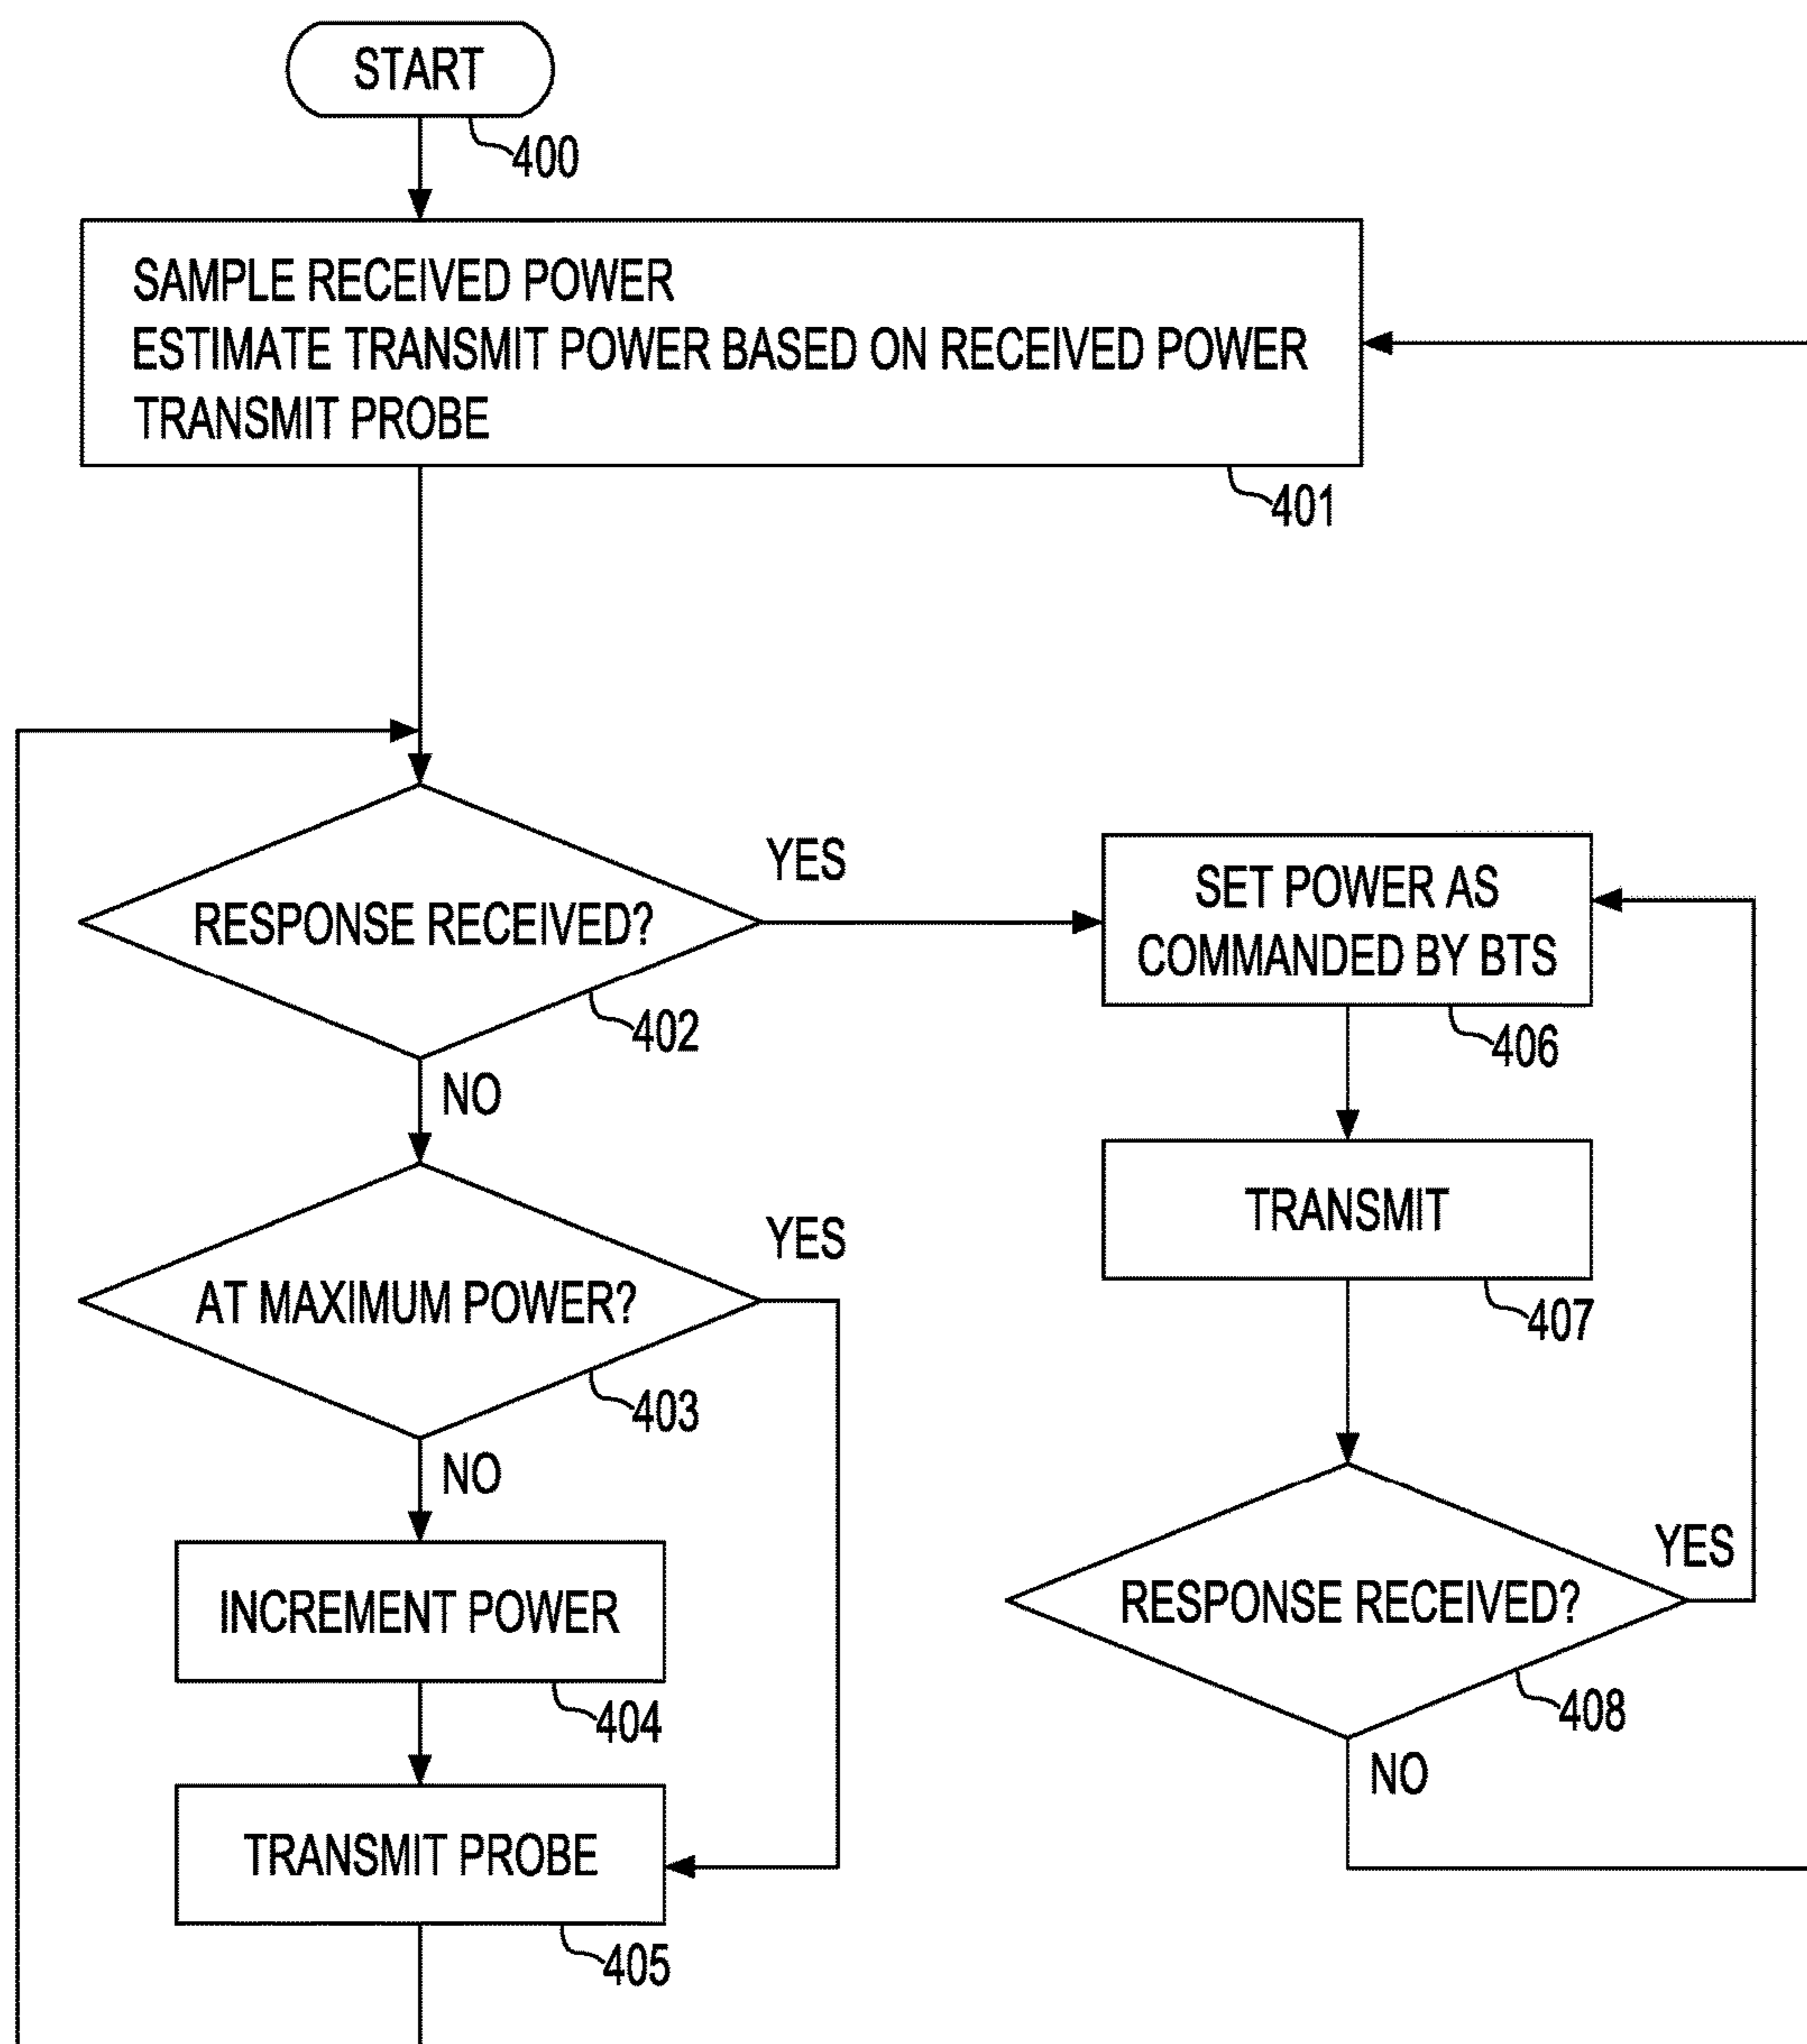 START
400
SAMPLE RECEIVED POWER
ESTIMATE TRANSMIT POWER BASED ON RECEIVED POWER
TRANSMIT PROBE
401
RESPONSE RECEIVED?
YES
402
NO
SET POWER AS
COMMANDED BY BTS
406
AT MAXIMUM POWER?
YES
403
NO
TRANSMIT
407
INCREMENT POWER
404
RESPONSE RECEIVED?
YES
408
NO
TRANSMIT PROBE
405